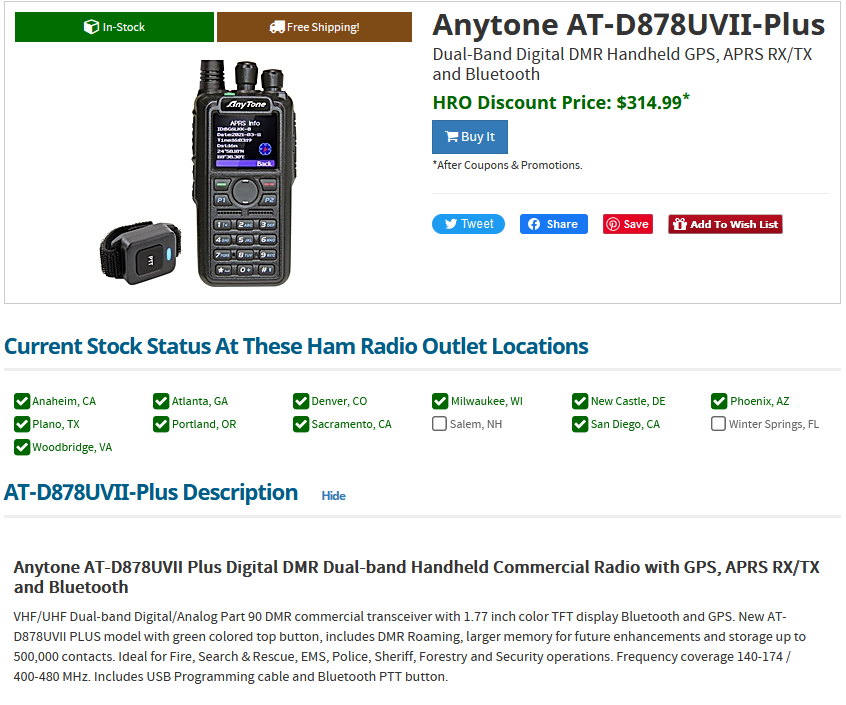 In-Stock
Free Shipping!
Anytone AT-D878UVII-Plus
Dual-Band Digital DMR Handheld GPS, APRS RX/TX
and Bluetooth
HRO Discount Price: $314.99*
Buy It
*After Coupons & Promotions.
Tweet
Share
Save
Add To Wish List
AnyTone
APRS Info
Back
P1
P2
PTT
Current Stock Status At These Ham Radio Outlet Locations
Anaheim, CA
Atlanta, GA
Denver, CO
Milwaukee, WI
New Castle, DE
Phoenix, AZ
Plano, TX
Portland, OR
Sacramento, CA
Salem, NH
San Diego, CA
Winter Springs, FL
Woodbridge, VA
AT-D878UVII-Plus Description
Hide
Anytone AT-D878UVII Plus Digital DMR Dual-band Handheld Commercial Radio with GPS, APRS RX/TX
and Bluetooth
VHF/UHF Dual-band Digital/Analog Part 90 DMR commercial transceiver with 1.77 inch color TFT display Bluetooth and GPS. New AT-
D878UVII PLUS model with green colored top button, includes DMR Roaming, larger memory for future enhancements and storage up to
500,000 contacts. Ideal for Fire, Search & Rescue, EMS, Police, Sheriff, Forestry and Security operations. Frequency coverage 140-174 /
400-480 MHz. Includes USB Programming cable and Bluetooth PTT button.